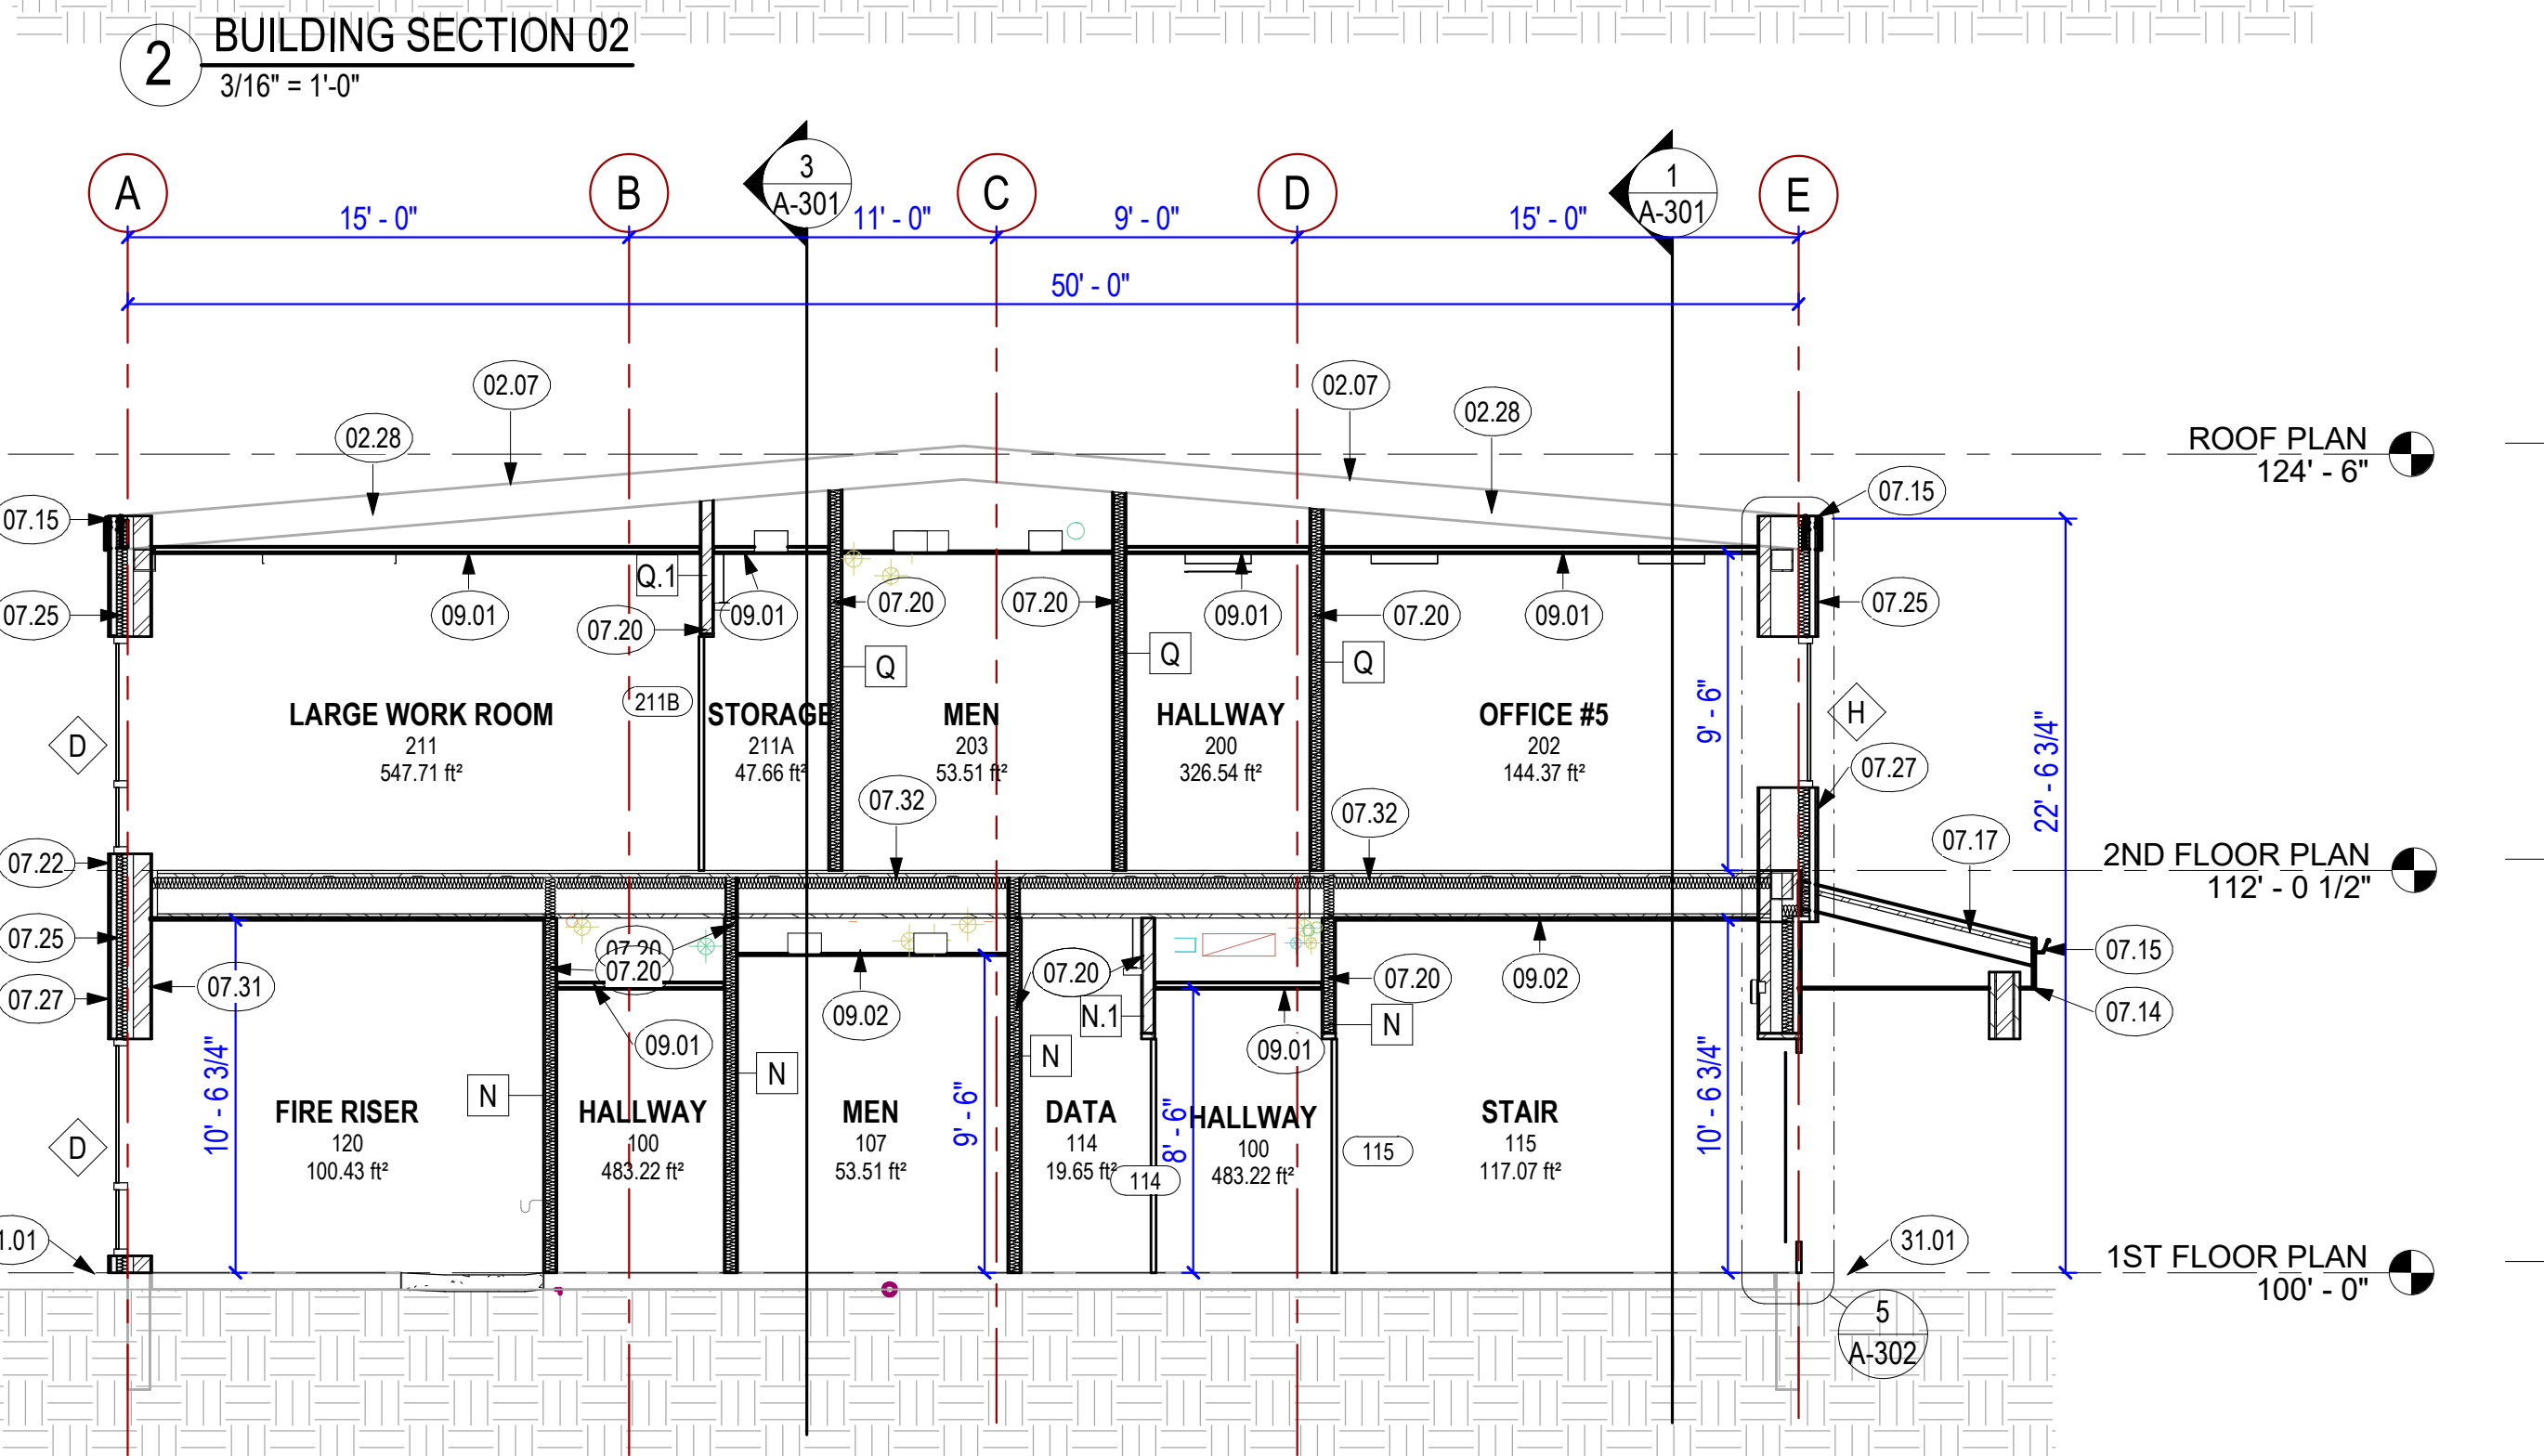 2
BUILDING SECTION 02
3/16" = 1'-0"
A
B
3
A-301
C
D
1
A-301
E
15' - 0"
11' - 0"
9' - 0"
15' - 0"
50' - 0"
02.07
02.07
02.28
02.28
ROOF PLAN
124' - 6"
07.15
07.15
Q.1
07.25
09.01
07.20
09.01
07.20
07.20
09.01
07.20
09.01
07.25
Q
Q
Q
211B
D
H
LARGE WORK ROOM
211
547.71 ft²
STORAGE
211A
47.66 ft²
MEN
203
53.51 ft²
HALLWAY
200
326.54 ft²
OFFICE #5
202
144.37 ft²
9' - 6"
22' - 6 3/4"
07.27
07.32
07.32
07.17
07.22
2ND FLOOR PLAN
112' - 0 1/2"
07.25
07.20
07.20
07.20
07.20
09.02
07.15
07.27
07.31
09.02
N.1
N
07.14
09.01
09.01
N
N
N
10' - 6 3/4"
9' - 6"
8' - 6"
10' - 6 3/4"
D
FIRE RISER
120
100.43 ft²
HALLWAY
100
483.22 ft²
MEN
107
53.51 ft²
DATA
114
19.65 ft²
114
HALLWAY
100
483.22 ft²
115
STAIR
115
117.07 ft²
1.01
31.01
1ST FLOOR PLAN
100' - 0"
5
A-302